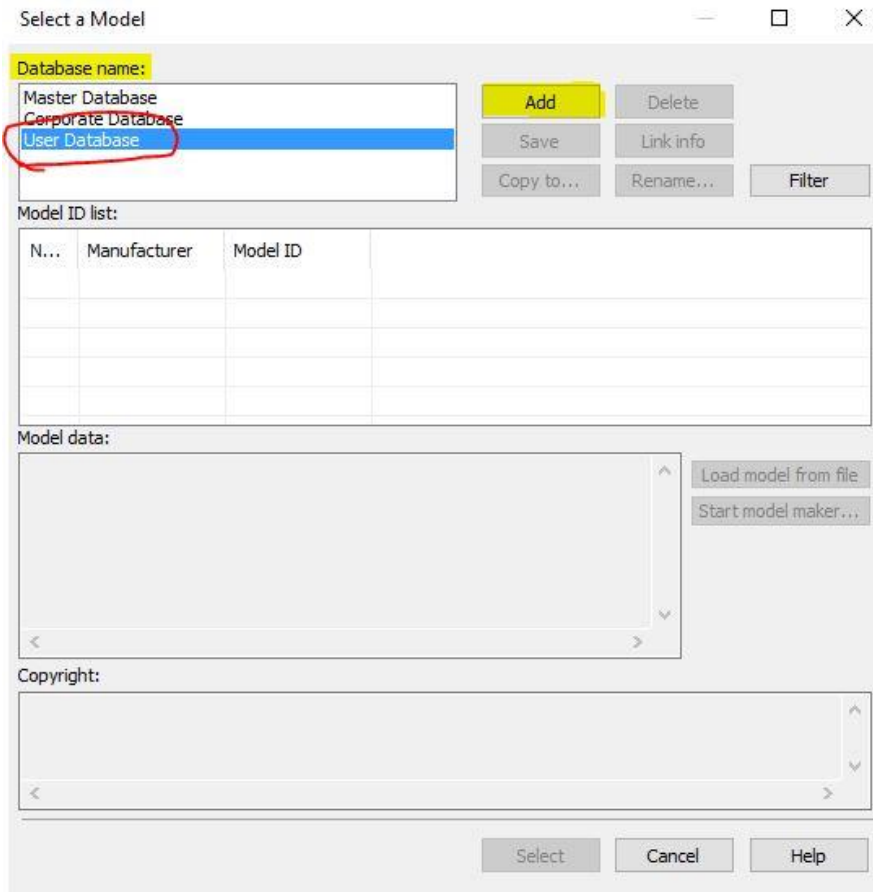 Select a Model
Database name:
Master Database
Corporate Database
User Database
Add
Delete
Save
Link info
Copy to...
Rename...
Filter
Model ID list:
N... Manufacturer Model ID
Model data:
Load model from file
Start model maker...
Copyright:
Select
Cancel
Help